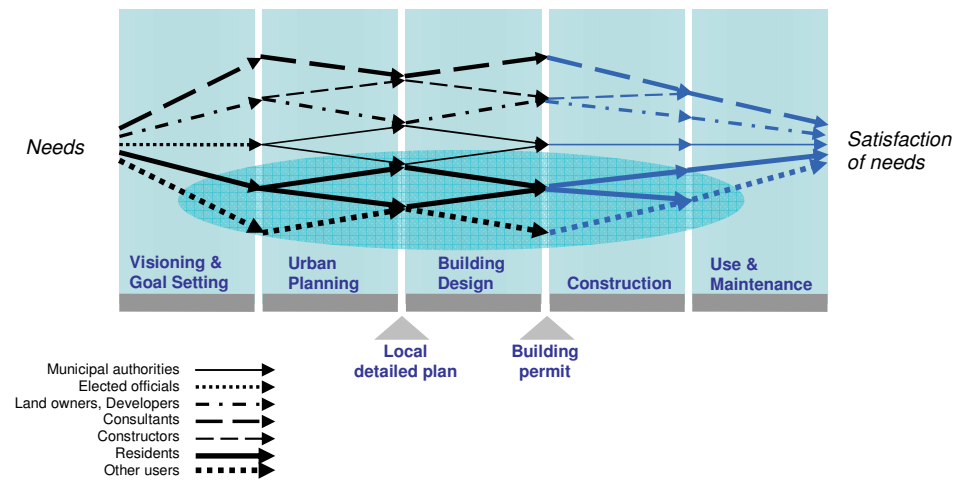 Needs
Satisfaction
of needs
Visioning &
Goal Setting
Urban
Planning
Building
Design
Construction
Use &
Maintenance
Local
detailed plan
Building
permit
Municipal authorities
Elected officials
Land owners, Developers
Consultants
Constructors
Residents
Other users